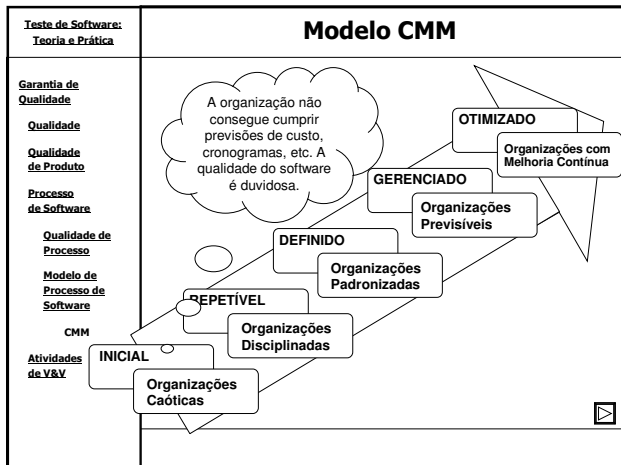 Teste de Software:
Teoria e Prática
Modelo CMM
Garantia de
Qualidade
Qualidade
Qualidade
de Produto
Processo
de Software
Qualidade de
Processo
Modelo de
Processo de
Software
CMM
Atividades
de V&V
A organização não
consegue cumprir
previsões de custo,
cronogramas, etc. A
qualidade do software
é duvidosa.
OTIMIZADO
Organizações com
Melhoria Contínua
GERENCIADO
Organizações
Previsíveis
DEFINIDO
Organizações
Padronizadas
REPETÍVEL
Organizações
Disciplinadas
INICIAL
Organizações
Caóticas